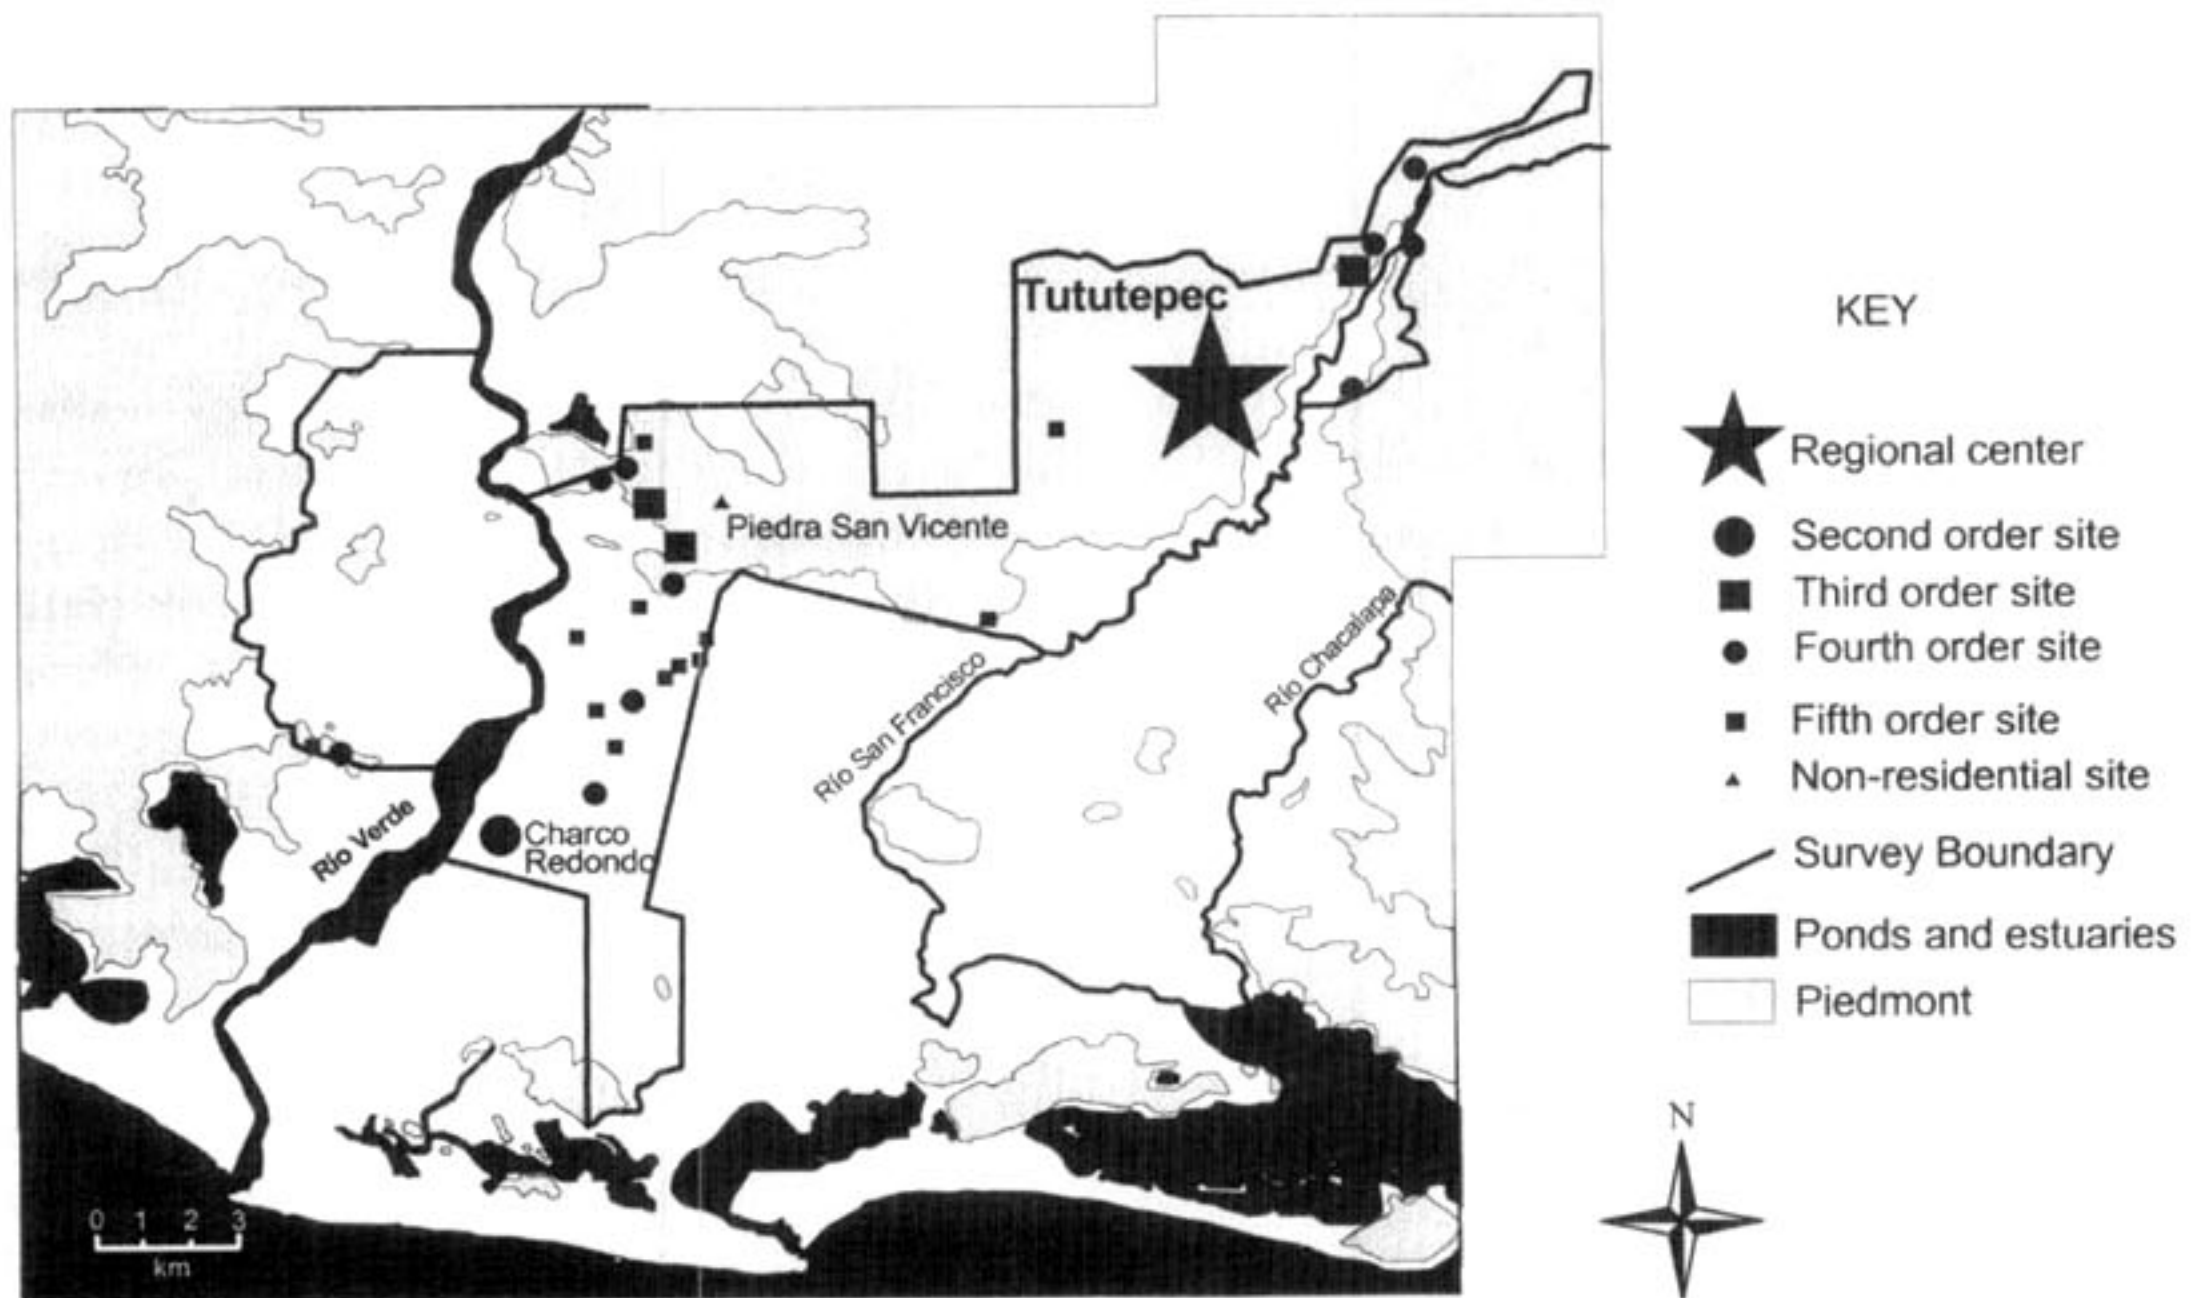 Tututepec
KEY
Regional center
Piedra San Vicente
Second order site
Third order site
Río Chacalapa
Fourth order site
Río San Francisco
Fifth order site
Non-residential site
Río Verde
Charco
Redondo
Survey Boundary
Ponds and estuaries
Piedmont
N
0 1 2 3
km